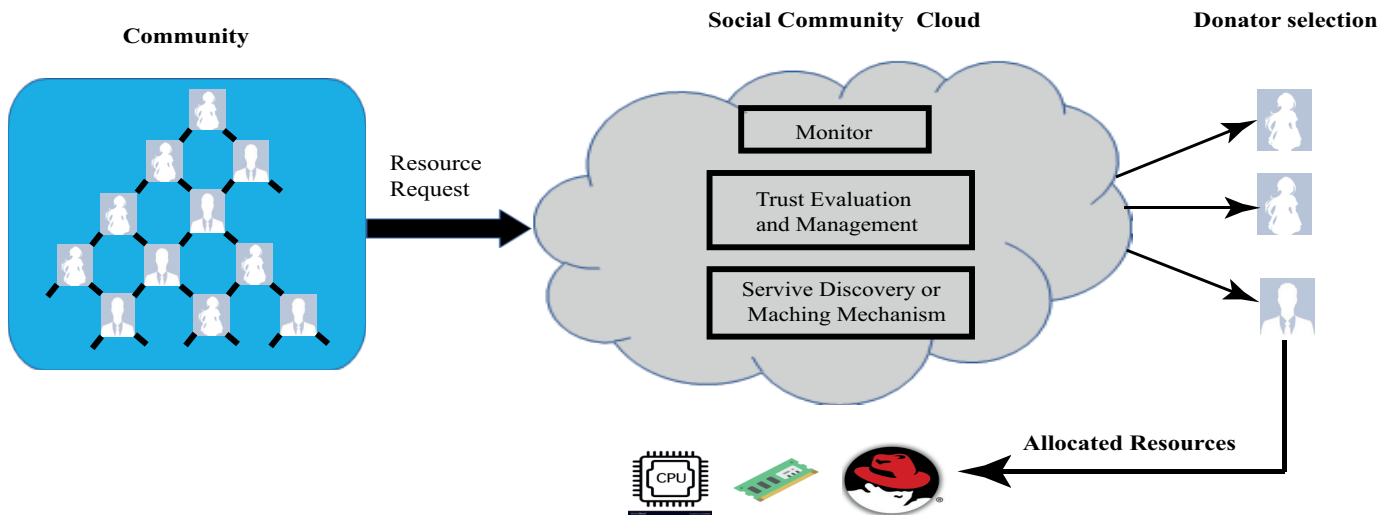 Community
Social Community Cloud
Donator selection
Resource
Request
Monitor
Trust Evaluation
and Management
Servive Discovery or
Maching Mechanism
Allocated Resources
CPU
®